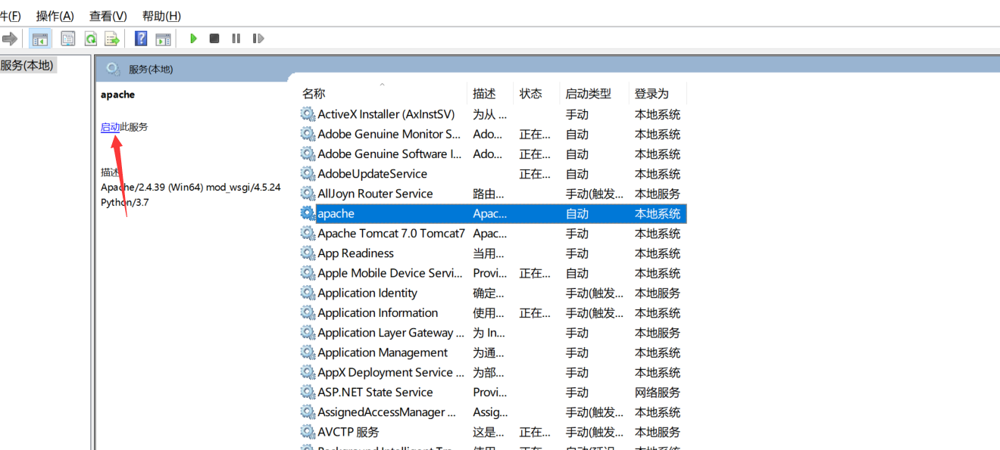 件(F) 操作(A) 查看(V) 帮助(H)
服务(本地)
服务(本地)
apache
启动此服务
描述
Apache/2.4.39 (Win64) mod_wsgi/4.5.24
Python/3.7
名称 描述 状态 启动类型 登录为
ActiveX Installer (AxInstSV) 为从 ... 手动 本地系统
Adobe Genuine Monitor S... Ado... 正在... 自动 本地系统
Adobe Genuine Software I... Ado... 正在... 自动 本地系统
AdobeUpdateService 正在... 自动 本地系统
AllJoyn Router Service 路由... 手动(触发... 本地服务
apache Apac... 自动 本地系统
Apache Tomcat 7.0 Tomcat7 Apac... 手动 本地系统
App Readiness 当用... 手动 本地系统
Apple Mobile Device Servi... Provi... 正在... 自动 本地系统
Application Identity 确定... 手动(触发... 本地服务
Application Information 使用... 正在... 手动(触发... 本地系统
Application Layer Gateway ... 为 In... 手动 本地服务
Application Management 为通... 手动 本地系统
AppX Deployment Service ... 为部... 手动 本地系统
ASP.NET State Service Provi... 手动 网络服务
AssignedAccessManager ... Assig... 手动(触发... 本地系统
AVCTP 服务 这是... 正在... 手动(触发... 本地服务